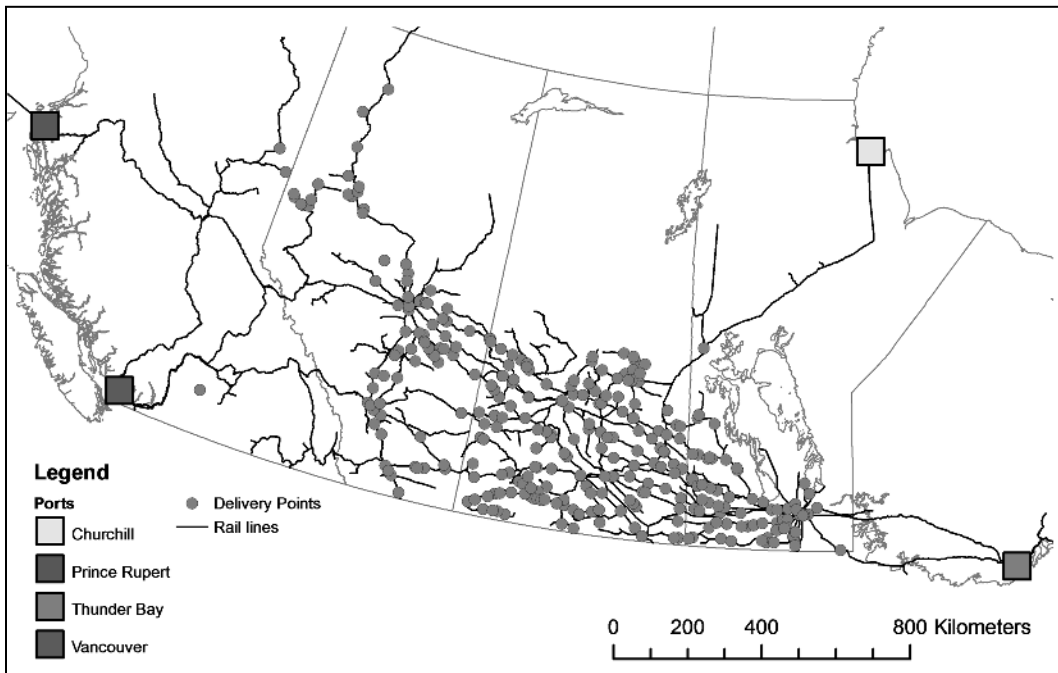 Legend
Ports
Delivery Points
Rail lines
Churchill
Prince Rupert
Thunder Bay
Vancouver
0 200 400 800 Kilometers